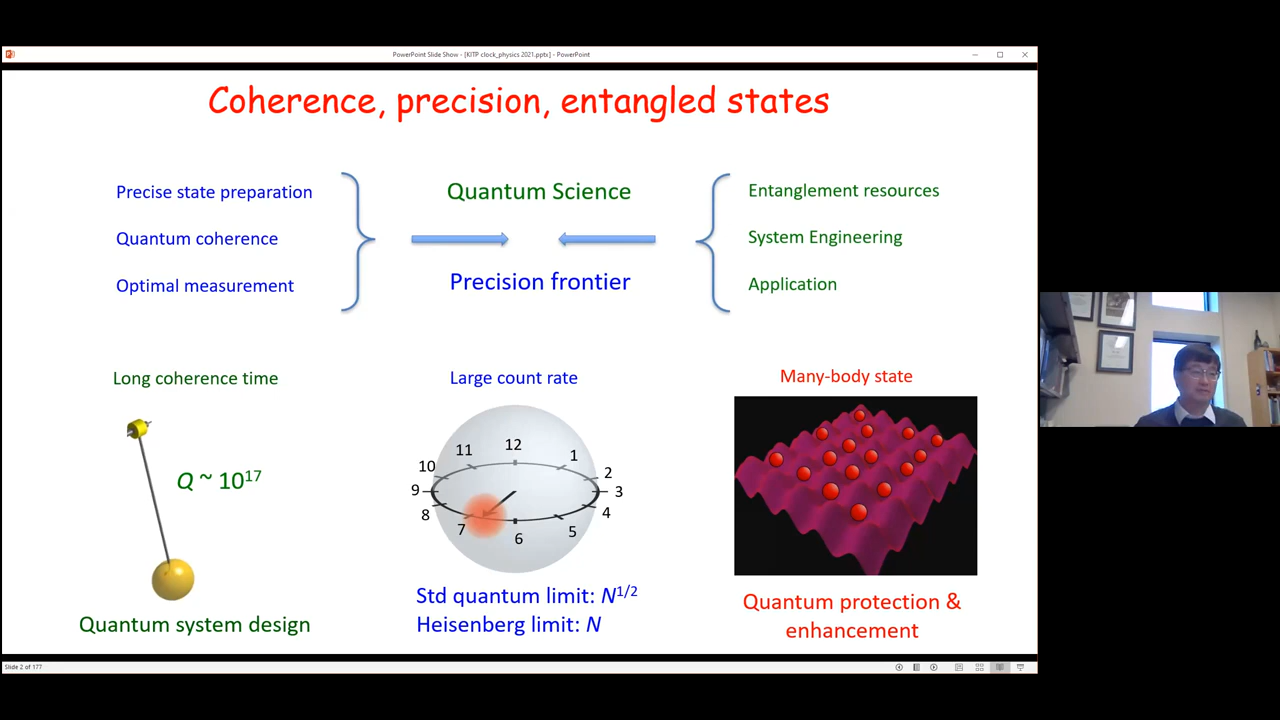 PowerPoint Slide Show - [KITP clock_physics 2021.pptx] - PowerPoint
Coherence, precision, entangled states
Precise state preparation
Quantum coherence
Optimal measurement
Quantum Science
Precision frontier
Entanglement resources
System Engineering
Application
Long coherence time
Q ~ 10¹⁷
Quantum system design
Large count rate
12
1
2
3
4
5
6
7
8
9
10
11
Std quantum limit: N¹/²
Heisenberg limit: N
Many-body state
Quantum protection &
enhancement
Slide 2 of 177